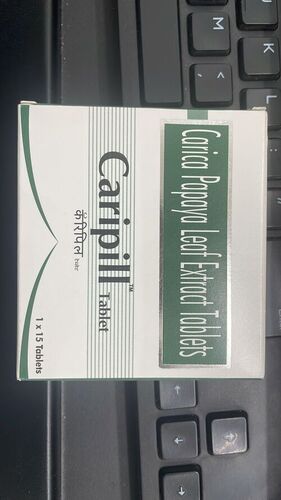 Carica Papaya Leaf Extract Tablets
Caripill™
Tablet
कॅरिपिल टॅबलेट
1 x 15 Tablets
M
K
L